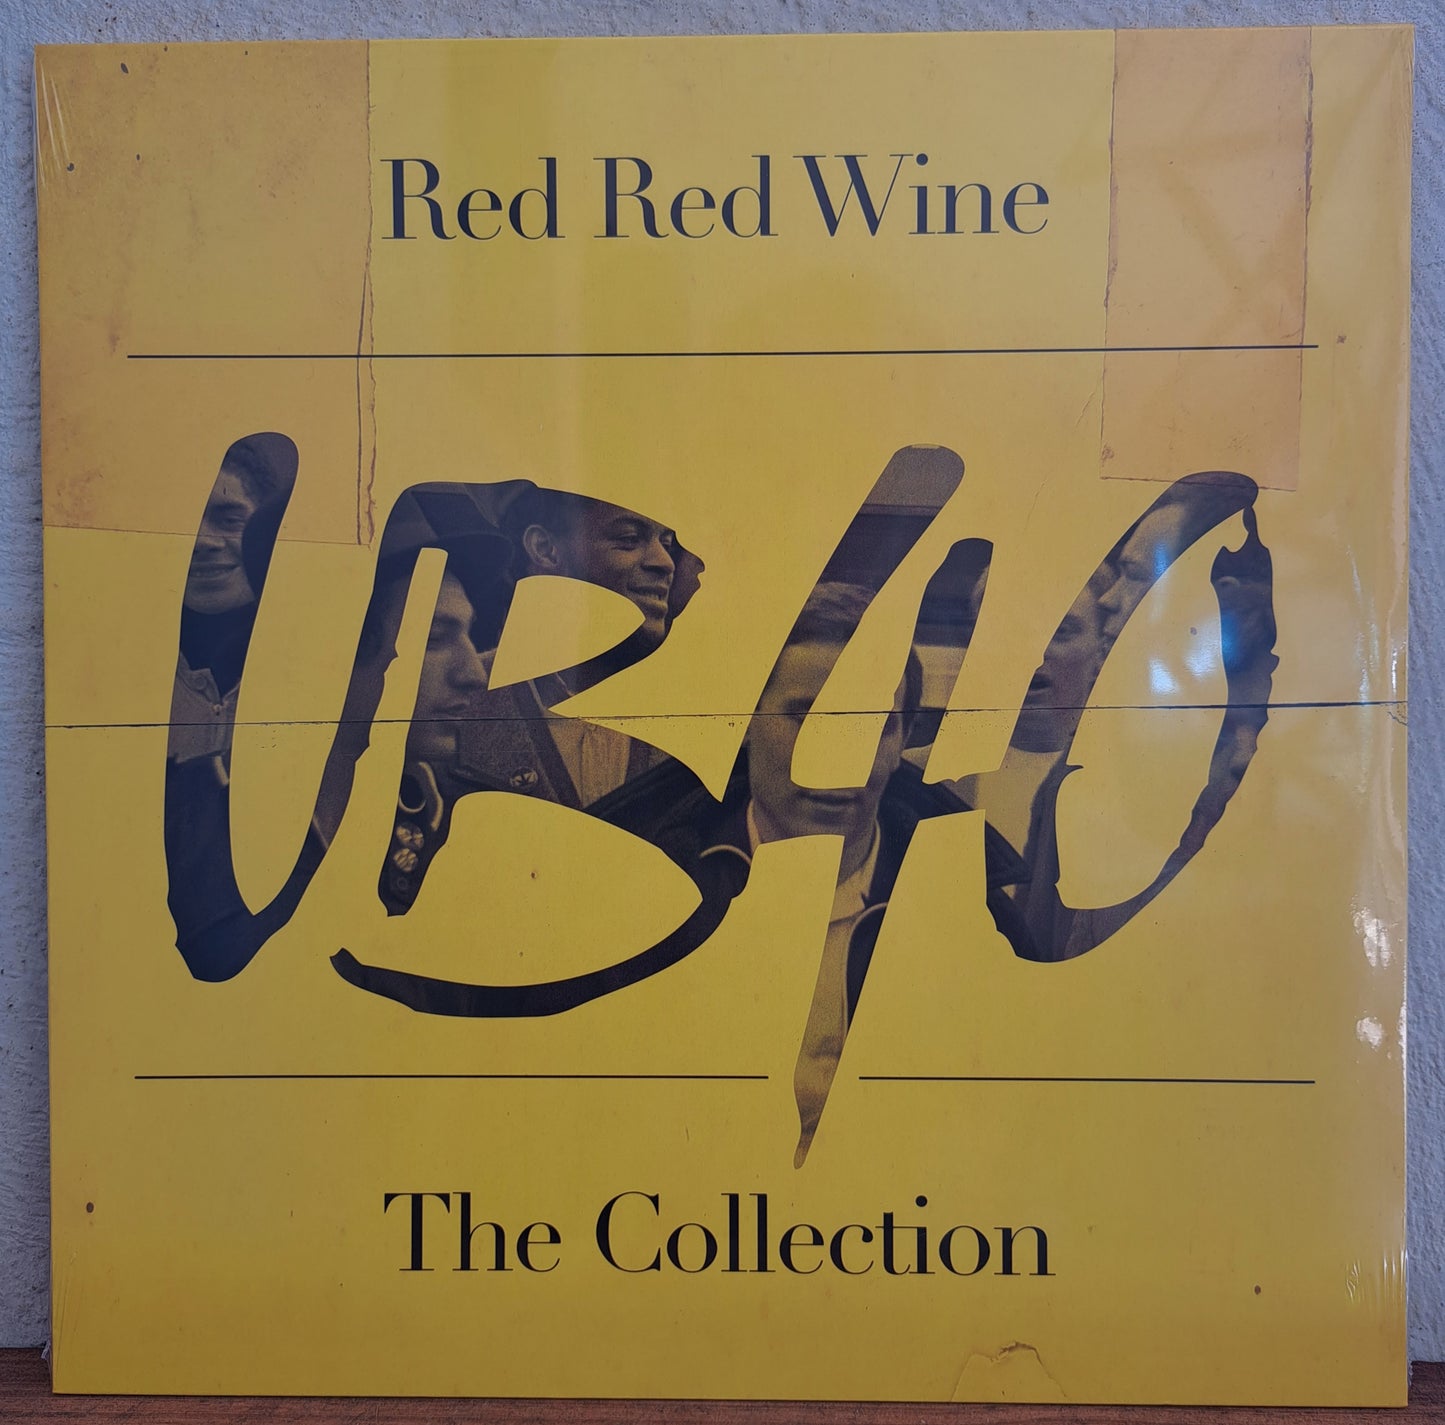 Red Red Wine
UB40
The Collection